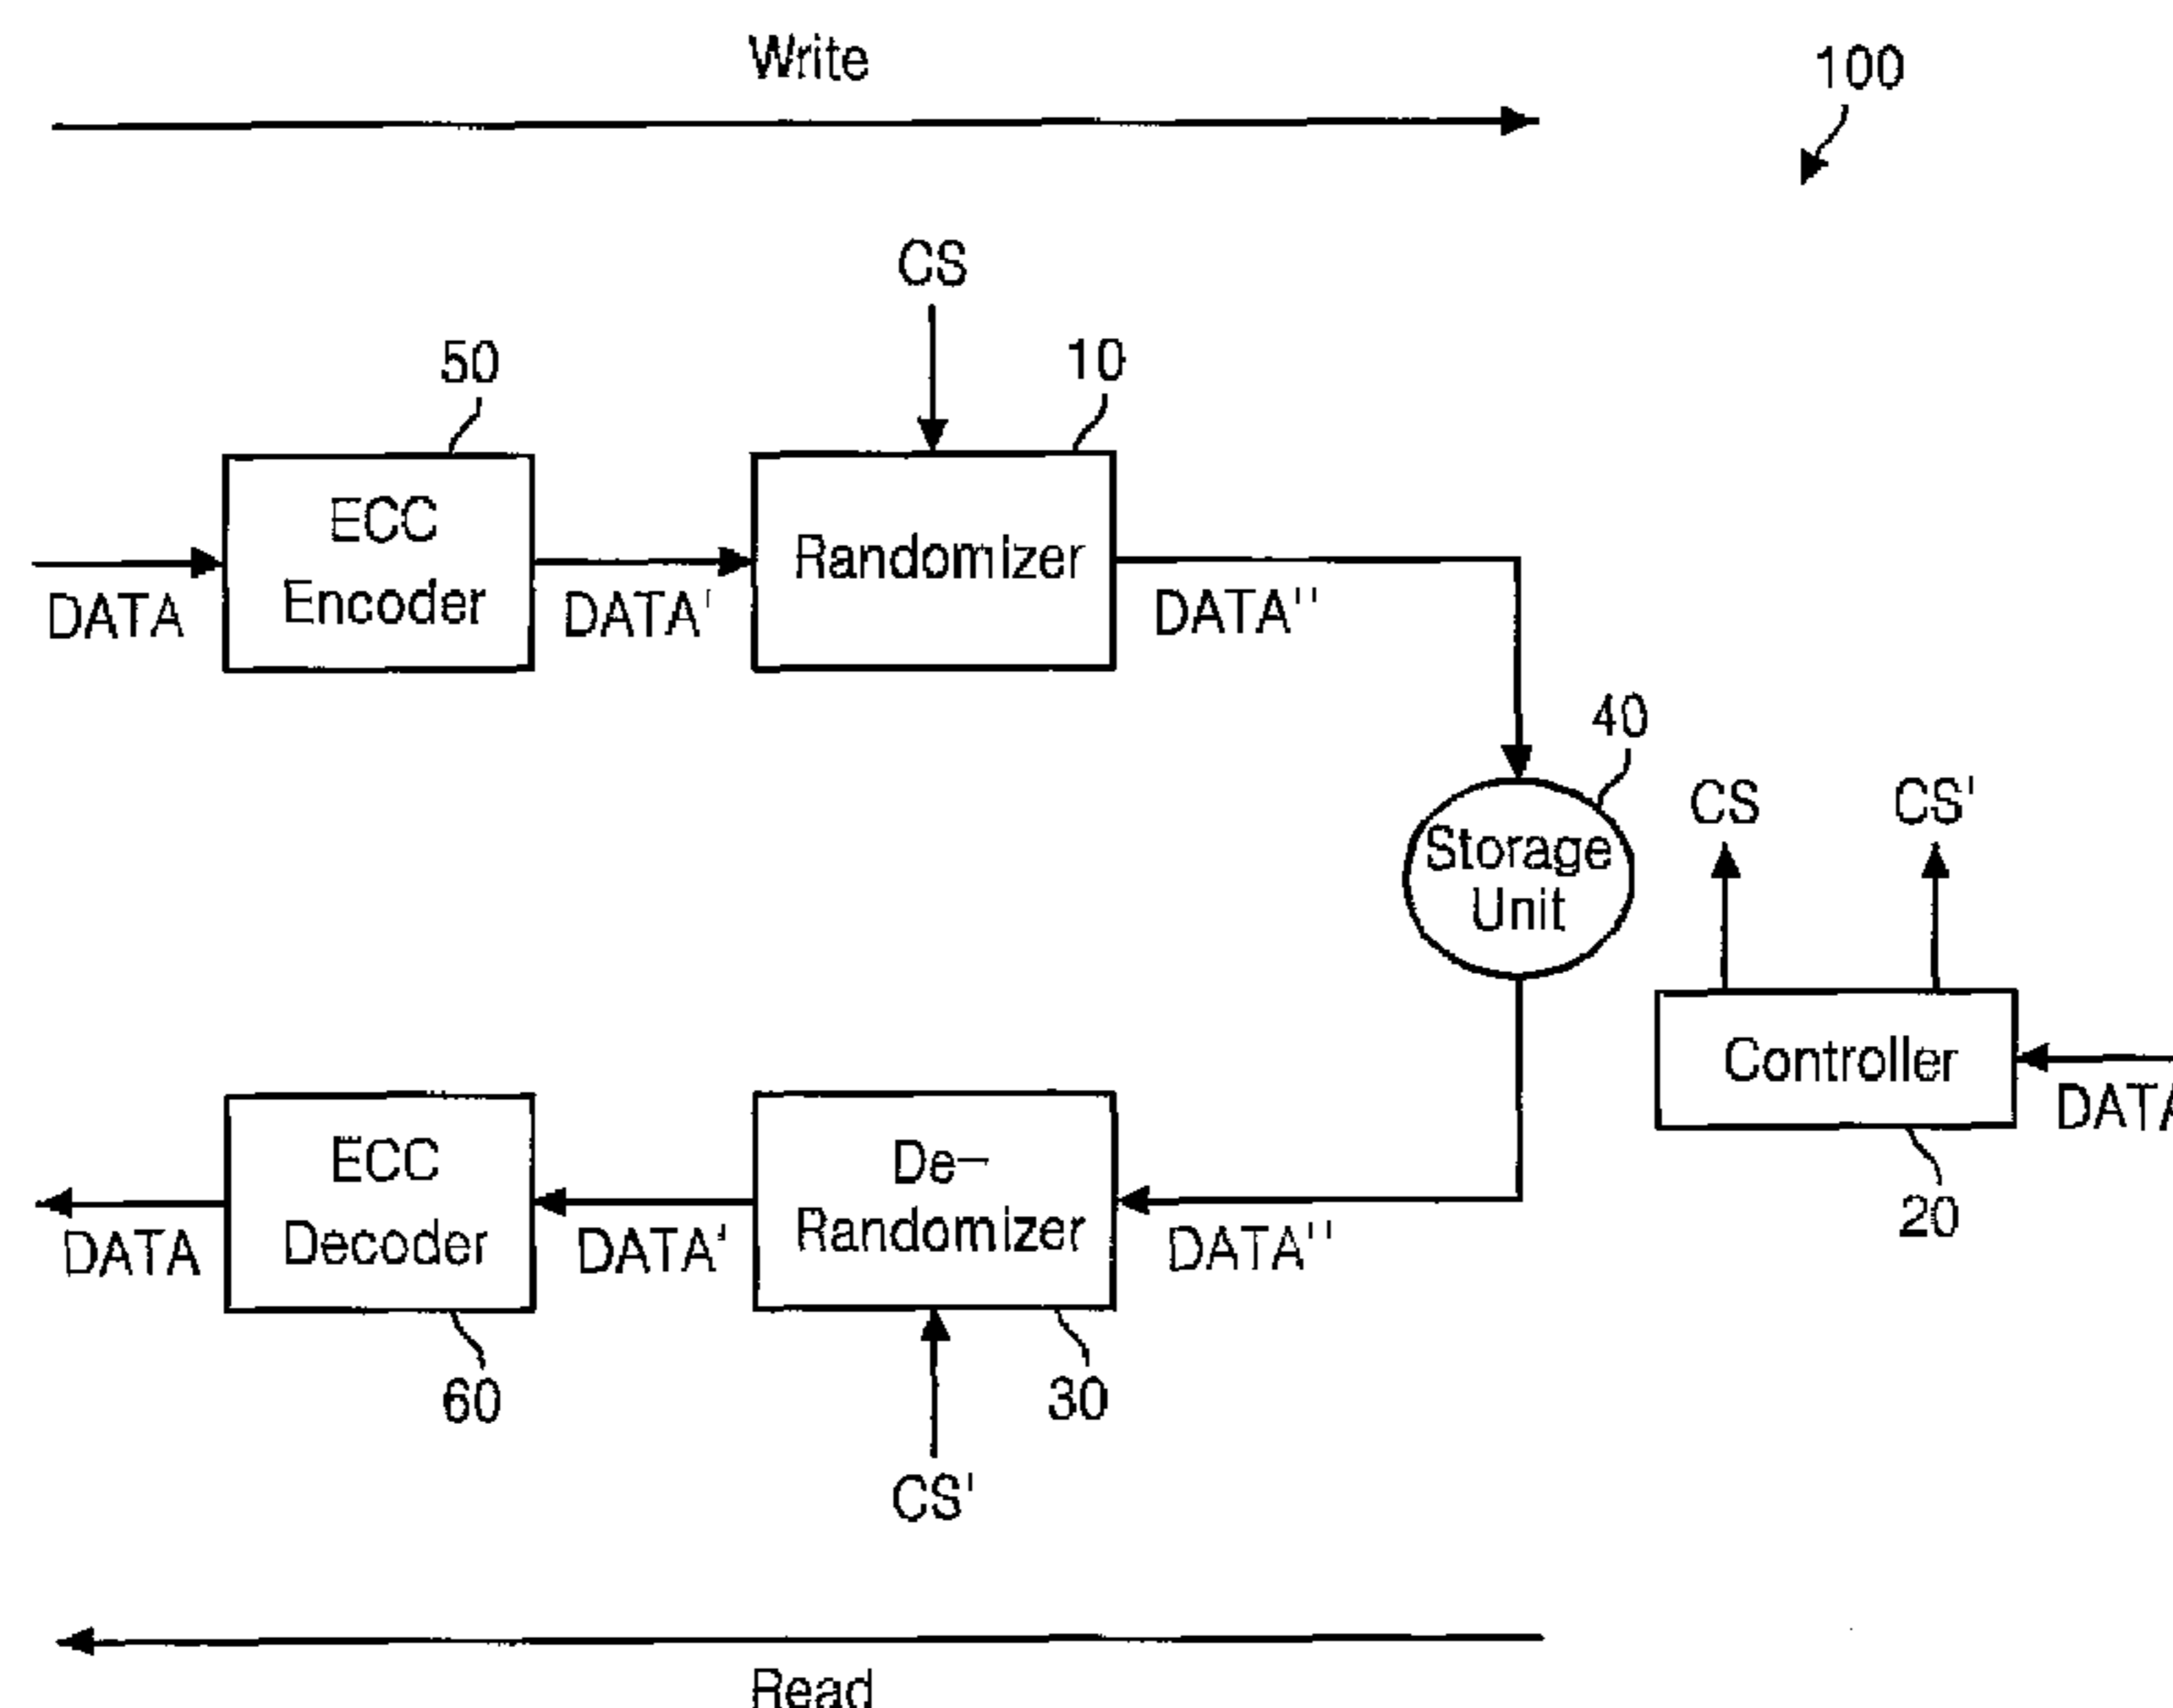 Write
100
CS
50
10
ECC
Encoder
Randomizer
DATA
DATA'
DATA''
40
Storage
Unit
CS
CS'
Controller
DATA
20
ECC
Decoder
De-
Randomizer
DATA
DATA'
DATA''
60
30
CS'
Read